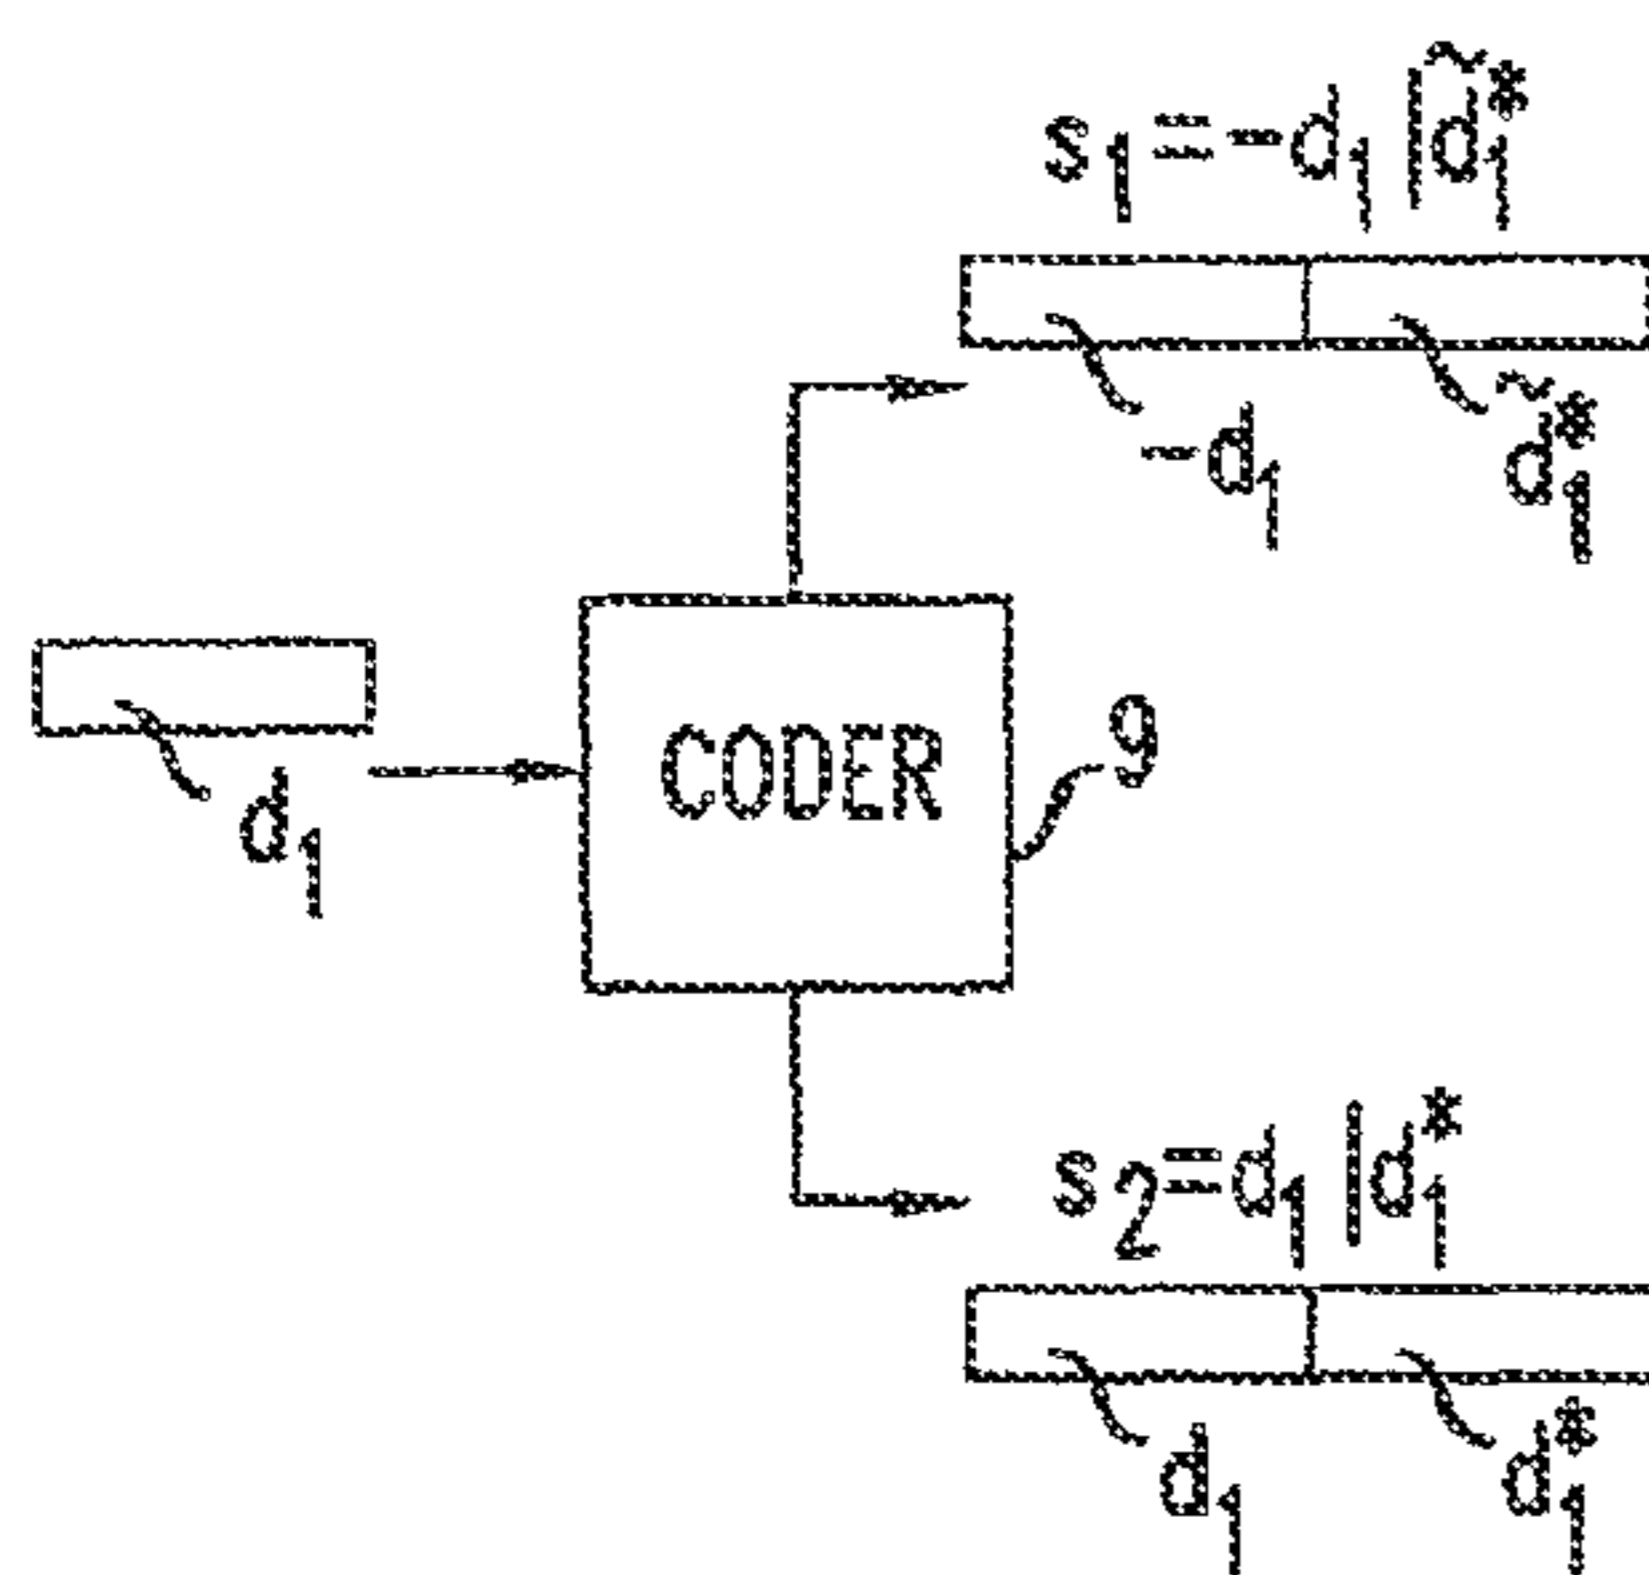 s₁=-d₁|d̃₁*
-d₁ d̃₁*
d₁
CODER
9
s₂=d₁|d₁*
d₁ d₁*